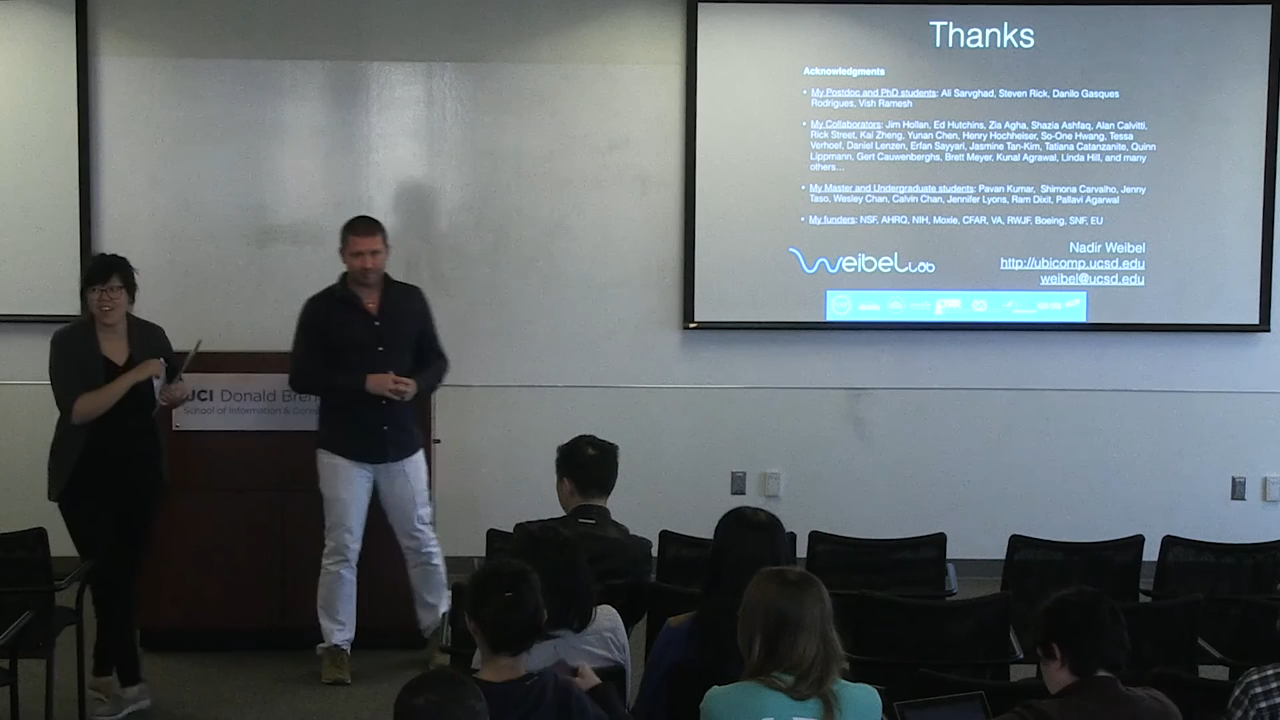 Thanks
Acknowledgments
• My Postdoc and PhD students: Ali Sarvghad, Steven Rick, Danilo Gasques
Rodrigues, Vish Ramesh
• My Collaborators: Jim Hollan, Ed Hutchins, Zia Agha, Shazia Ashfaq, Alan Calvitti,
Rick Street, Kai Zheng, Yunan Chen, Henry Hochheiser, So-One Hwang, Tessa
Verhoef, Daniel Lenzen, Erfan Sayyari, Jasmine Tan-Kim, Tatiana Catanzanite, Quinn
Lippmann, Gert Cauwenberghs, Brett Meyer, Kunal Agrawal, Linda Hill, and many
others...
• My Master and Undergraduate students: Pavan Kumar, Shimona Carvalho, Jenny
Taso, Wesley Chan, Calvin Chan, Jennifer Lyons, Ram Dixit, Pallavi Agarwal
• My funders: NSF, AHRQ, NIH, Moxie, CFAR, VA, RWJF, Boeing, SNF, EU
Nadir Weibel
http://ubicomp.ucsd.edu
weibel@ucsd.edu
Weibel Lab
UCI Donald Bren
School of Information &